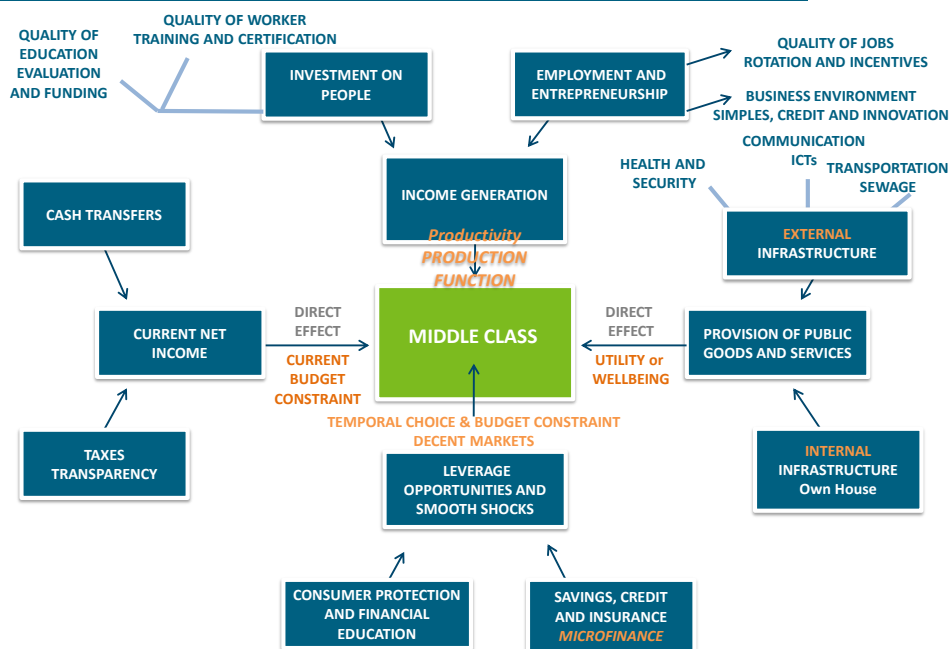 QUALITY OF
EDUCATION
EVALUATION
AND FUNDING
QUALITY OF WORKER
TRAINING AND CERTIFICATION
INVESTMENT ON
PEOPLE
EMPLOYMENT AND
ENTREPRENEURSHIP
QUALITY OF JOBS
ROTATION AND INCENTIVES
BUSINESS ENVIRONMENT
SIMPLES, CREDIT AND INNOVATION
HEALTH AND
SECURITY
COMMUNICATION
ICTs
TRANSPORTATION
SEWAGE
CASH TRANSFERS
INCOME GENERATION
Productivity
PRODUCTION
FUNCTION
EXTERNAL
INFRASTRUCTURE
CURRENT NET
INCOME
DIRECT
EFFECT
CURRENT
BUDGET
CONSTRAINT
MIDDLE CLASS
DIRECT
EFFECT
UTILITY or
WELLBEING
PROVISION OF PUBLIC
GOODS AND SERVICES
TEMPORAL CHOICE & BUDGET CONSTRAINT
DECENT MARKETS
TAXES
TRANSPARENCY
LEVERAGE
OPPORTUNITIES AND
SMOOTH SHOCKS
INTERNAL
INFRASTRUCTURE
Own House
CONSUMER PROTECTION
AND FINANCIAL
EDUCATION
SAVINGS, CREDIT
AND INSURANCE
MICROFINANCE